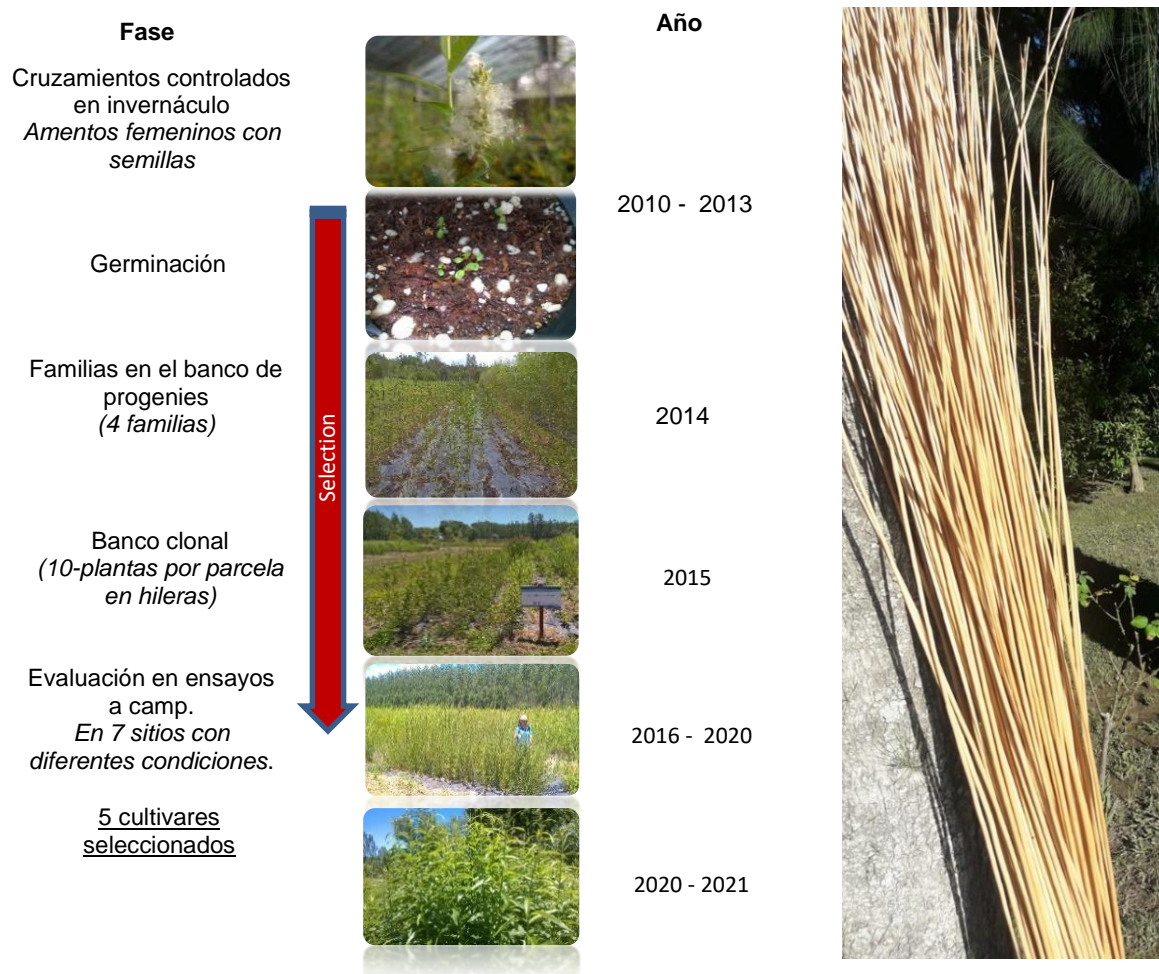 Fase
Año
Cruzamientos controlados
en invernáculo
Amentos femeninos con
semillas
2010 - 2013
Germinación
Familias en el banco de
progenies
(4 familias)
2014
Selection
Banco clonal
(10-plantas por parcela
en hileras)
2015
Evaluación en ensayos
a camp.
En 7 sitios con
diferentes condiciones.
2016 - 2020
5 cultivares
seleccionados
2020 - 2021